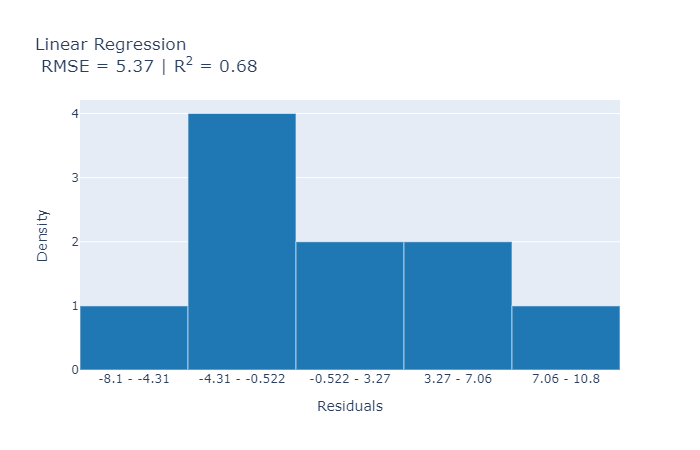 Linear Regression
RMSE = 5.37 | R² = 0.68
4
3
2
1
0
Density
-8.1 - -4.31 -4.31 - -0.522 -0.522 - 3.27 3.27 - 7.06 7.06 - 10.8
Residuals